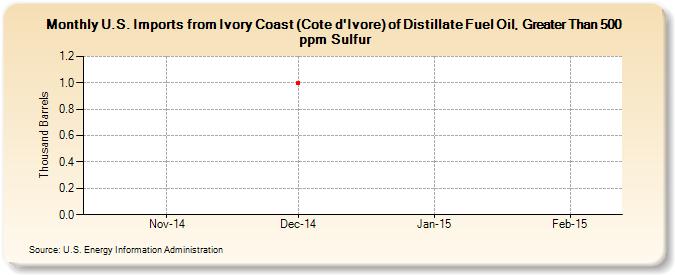 Monthly U.S. Imports from Ivory Coast (Cote d'Ivore) of Distillate Fuel Oil, Greater Than 500
ppm Sulfur
Thousand Barrels
1.2
1.0
0.8
0.6
0.4
0.2
0.0
Nov-14 Dec-14 Jan-15 Feb-15
Source: U.S. Energy Information Administration